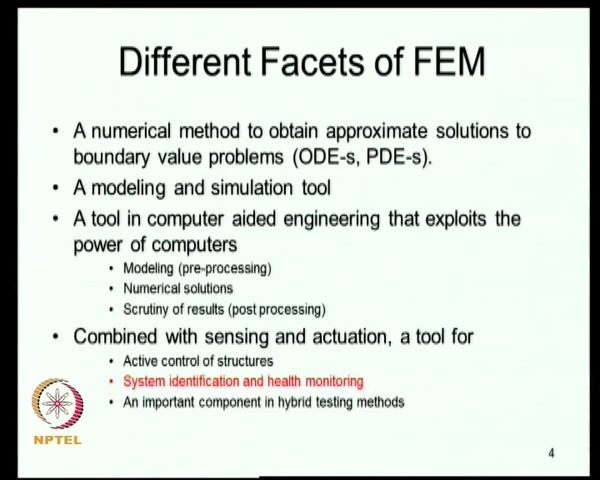 Different Facets of FEM
• A numerical method to obtain approximate solutions to
boundary value problems (ODE-s, PDE-s).
• A modeling and simulation tool
• A tool in computer aided engineering that exploits the
power of computers
• Modeling (pre-processing)
• Numerical solutions
• Scrutiny of results (post processing)
• Combined with sensing and actuation, a tool for
• Active control of structures
• System identification and health monitoring
• An important component in hybrid testing methods
NPTEL
4